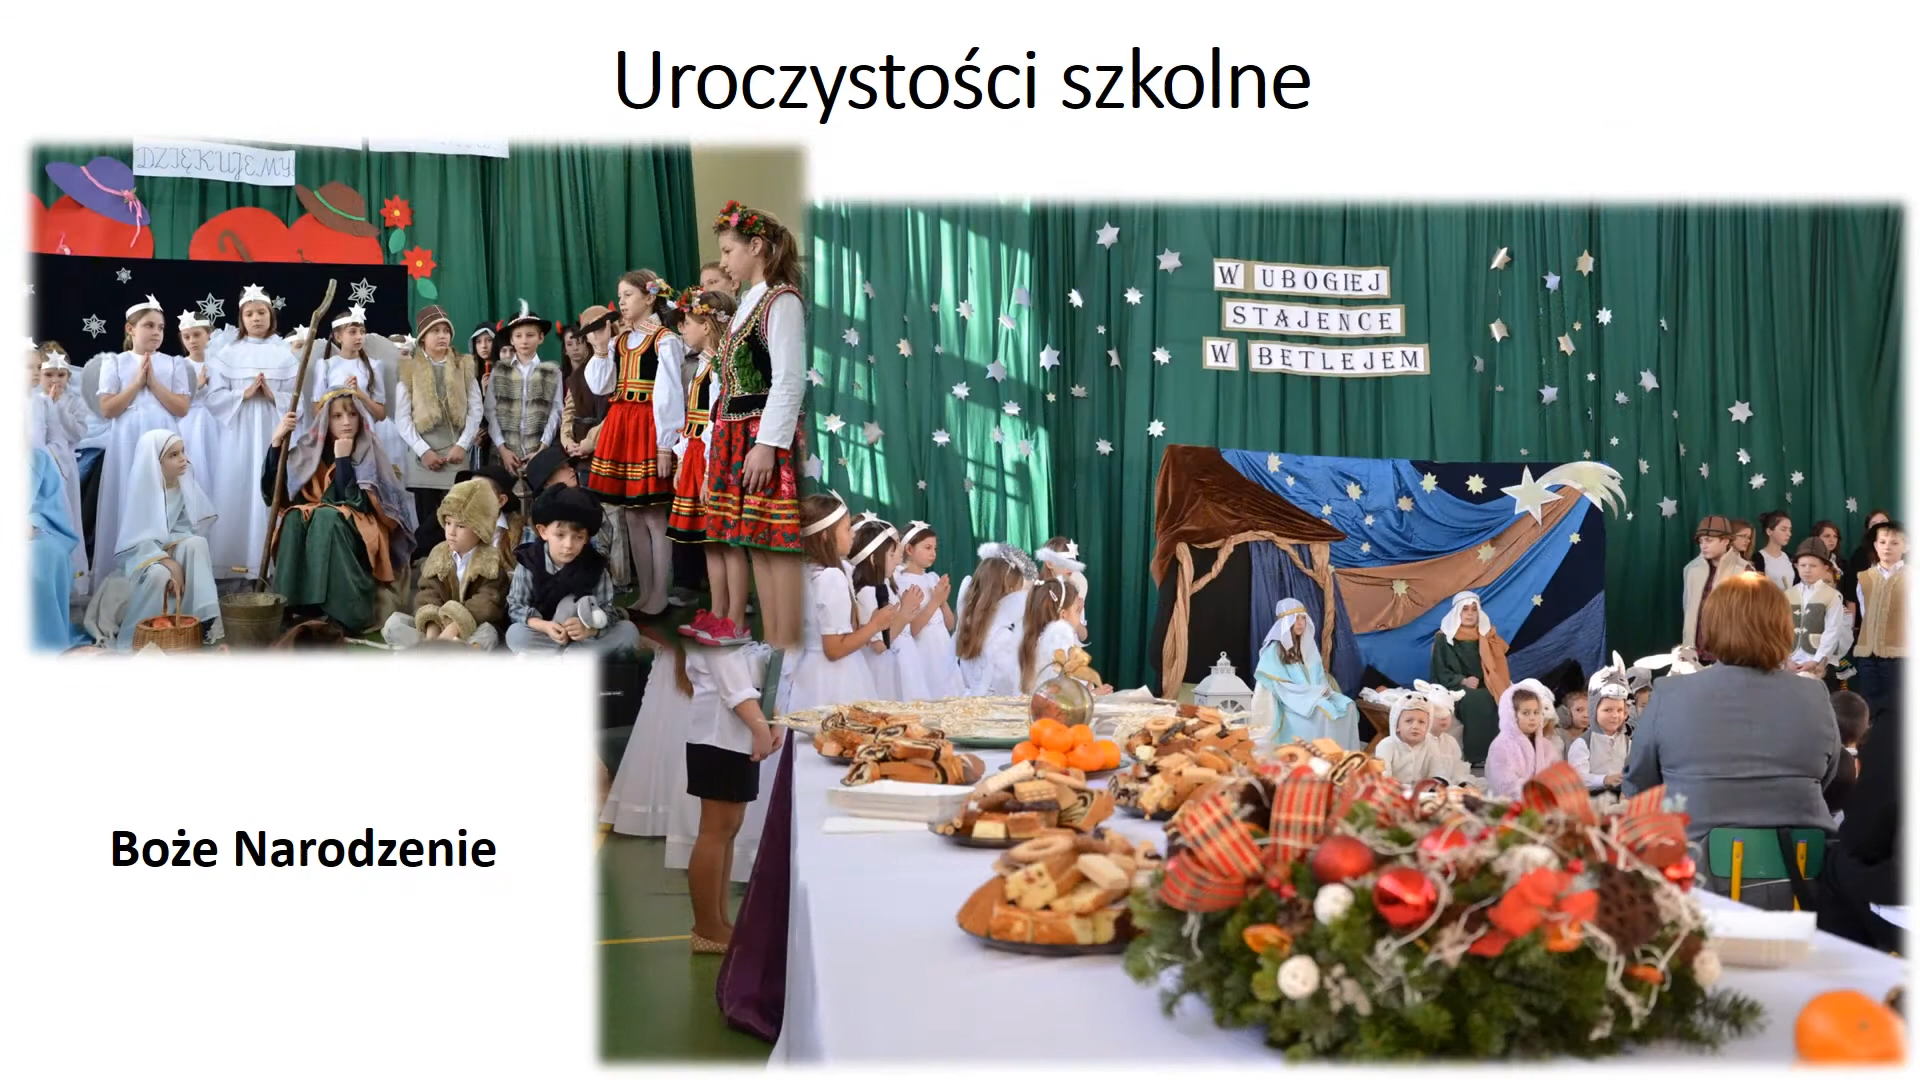 Uroczystości szkolne
DZIĘKUJEMY
W UBOGIEJ
STAJENCE
W BETLEJEM
Boże Narodzenie